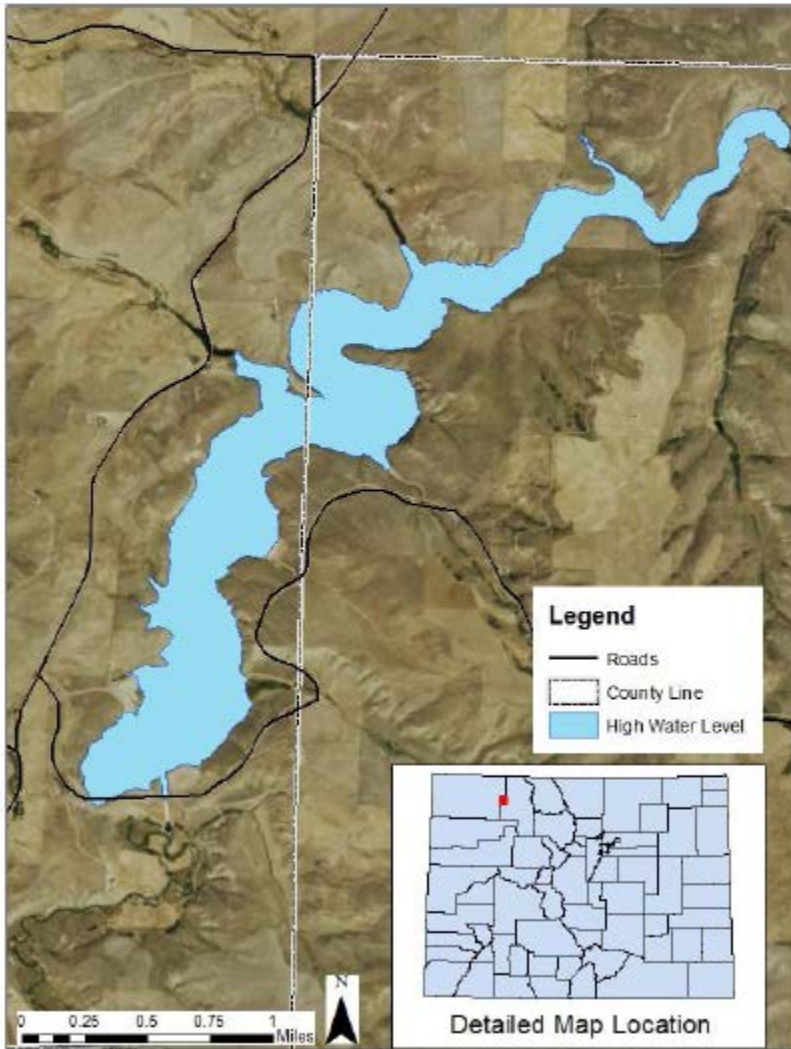 Legend
Roads
County Line
High Water Level
N
0 0.25 0.5 0.75 1
Miles
Detailed Map Location